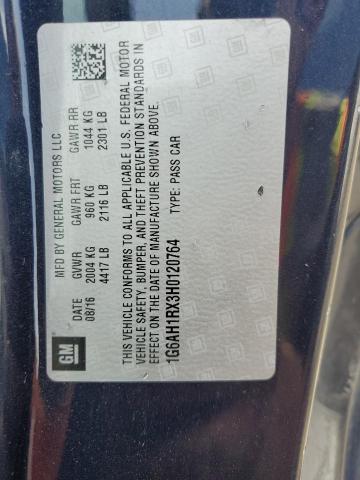 GM
MFD BY GENERAL MOTORS LLC
DATE GVWR GAWR FRT GAWR RR
08/16 2004 KG 960 KG 1044 KG
4417 LB 2116 LB 2301 LB
THIS VEHICLE CONFORMS TO ALL APPLICABLE U.S. FEDERAL MOTOR
VEHICLE SAFETY, BUMPER, AND THEFT PREVENTION STANDARDS IN
EFFECT ON THE DATE OF MANUFACTURE SHOWN ABOVE.
1G6AH1RX3H0120764 TYPE: PASS CAR